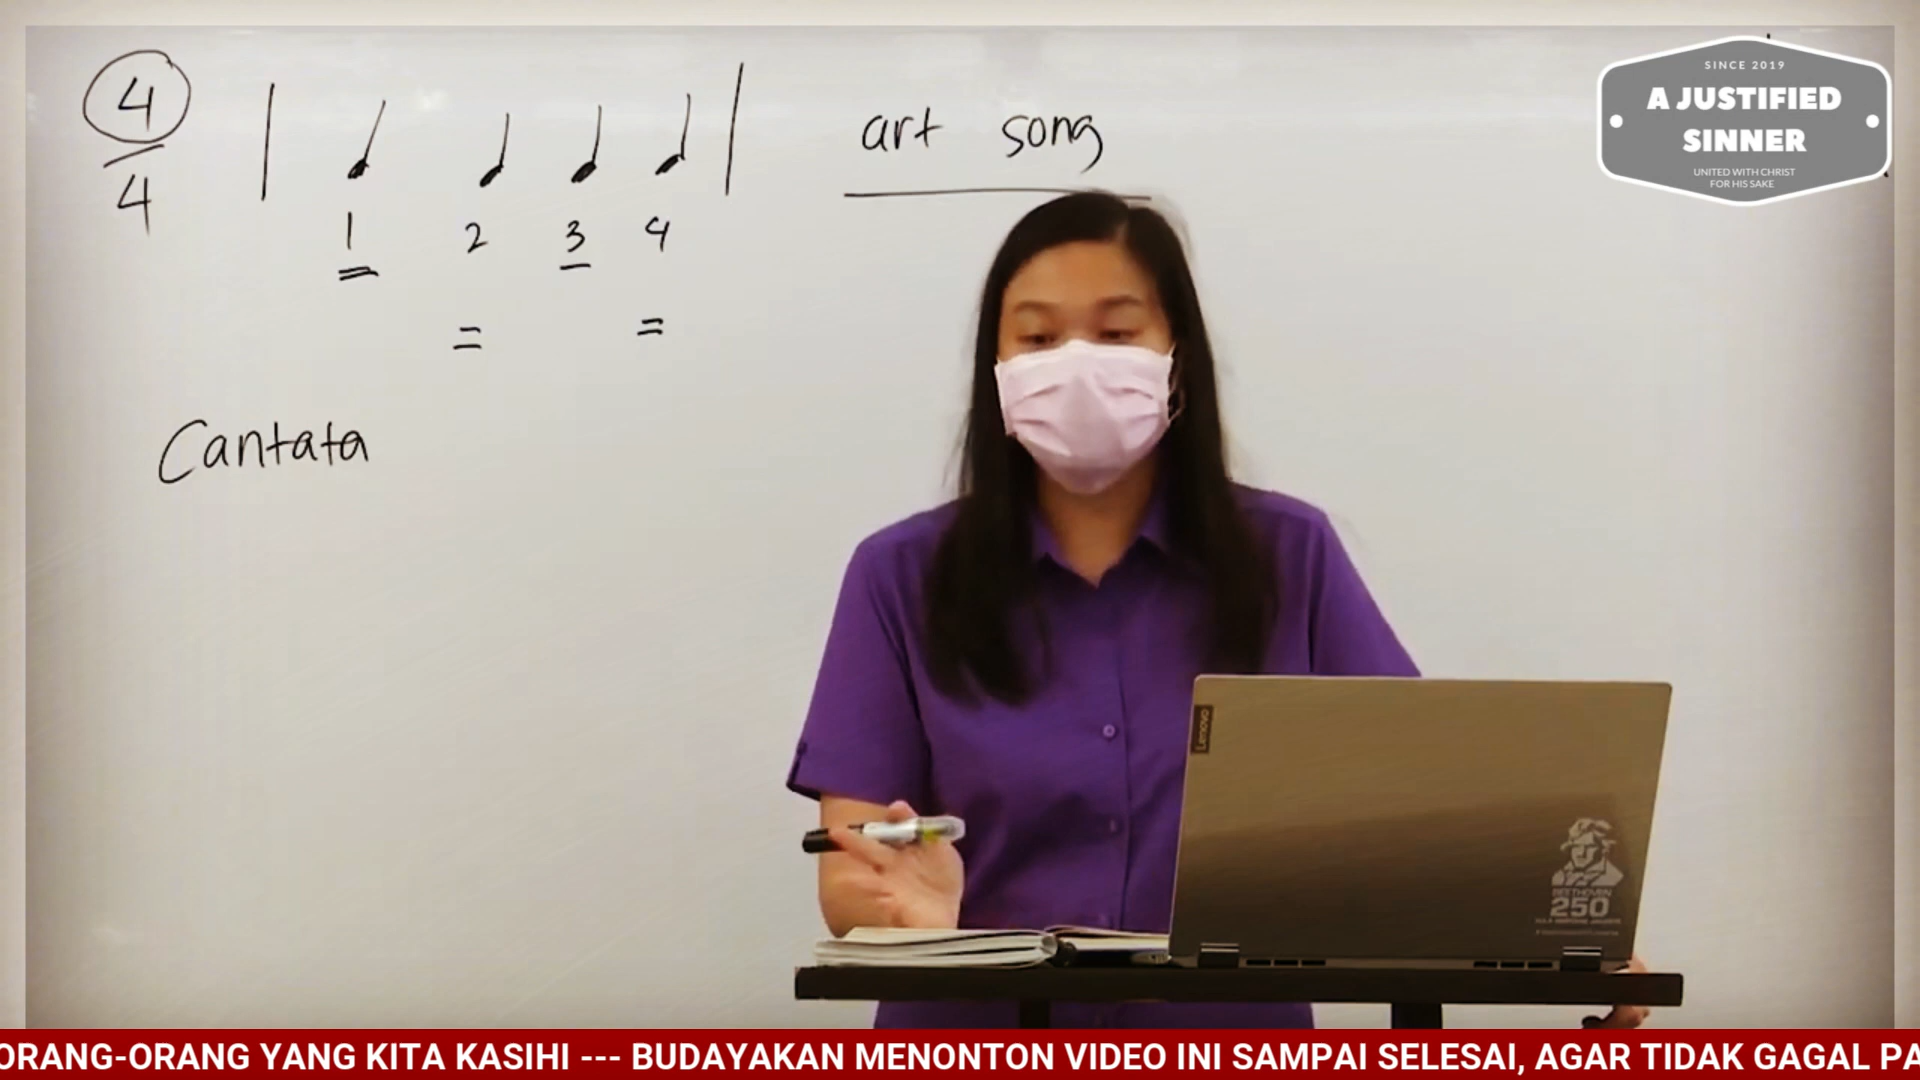 4
4
1 2 3 4
= =
art song
Cantata
SINCE 2019
A JUSTIFIED
SINNER
UNITED WITH CHRIST
FOR HIS SAKE
Lenovo
BEETHOVEN
250
ORANG-ORANG YANG KITA KASIHI --- BUDAYAKAN MENONTON VIDEO INI SAMPAI SELESAI, AGAR TIDAK GAGAL PA